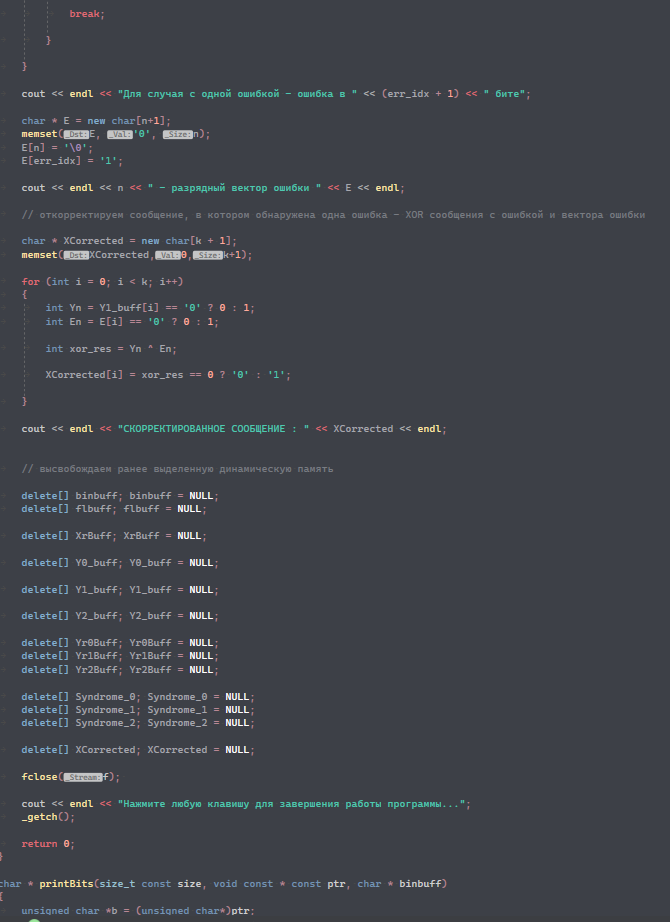 break;
}
}
cout << endl << "Для случая с одной ошибкой - ошибка в " << (err_idx + 1) << " бите";
char * E = new char[n+1];
memset(_Dst:E, _Val:'0', _Size:n);
E[n] = '\0';
E[err_idx] = '1';
cout << endl << n << " - разрядный вектор ошибки " << E << endl;
// откорректируем сообщение, в котором обнаружена одна ошибка - XOR сообщения с ошибкой и вектора ошибки
char * XCorrected = new char[k + 1];
memset(_Dst:XCorrected,_Val:0,_Size:k+1);
for (int i = 0; i < k; i++)
{
int Yn = Y1_buff[i] == '0' ? 0 : 1;
int En = E[i] == '0' ? 0 : 1;
int xor_res = Yn ^ En;
XCorrected[i] = xor_res == 0 ? '0' : '1';
}
cout << endl << "СКОРРЕКТИРОВАННОЕ СООБЩЕНИЕ : " << XCorrected << endl;
// высвобождаем ранее выделенную динамическую память
delete[] binbuff; binbuff = NULL;
delete[] flbuff; flbuff = NULL;
delete[] XrBuff; XrBuff = NULL;
delete[] Y0_buff; Y0_buff = NULL;
delete[] Y1_buff; Y1_buff = NULL;
delete[] Y2_buff; Y2_buff = NULL;
delete[] Yr0Buff; Yr0Buff = NULL;
delete[] Yr1Buff; Yr1Buff = NULL;
delete[] Yr2Buff; Yr2Buff = NULL;
delete[] Syndrome_0; Syndrome_0 = NULL;
delete[] Syndrome_1; Syndrome_1 = NULL;
delete[] Syndrome_2; Syndrome_2 = NULL;
delete[] XCorrected; XCorrected = NULL;
fclose(_Stream:f);
cout << endl << "Нажмите любую клавишу для завершения работы программы...";
_getch();
return 0;
}
char * printBits(size_t const size, void const * const ptr, char * binbuff)
{
unsigned char *b = (unsigned char*)ptr;